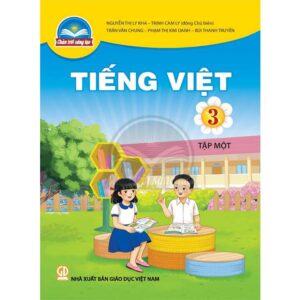 NGUYỄN THỊ LY KHA – TRỊNH CAM LY (đồng Chủ biên)
TRẦN VĂN CHUNG – PHẠM THỊ KIM OANH – BÙI THANH TRUYỀN
Chân trời sáng tạo
TIẾNG VIỆT
3
TẬP MỘT
NHÀ XUẤT BẢN GIÁO DỤC VIỆT NAM